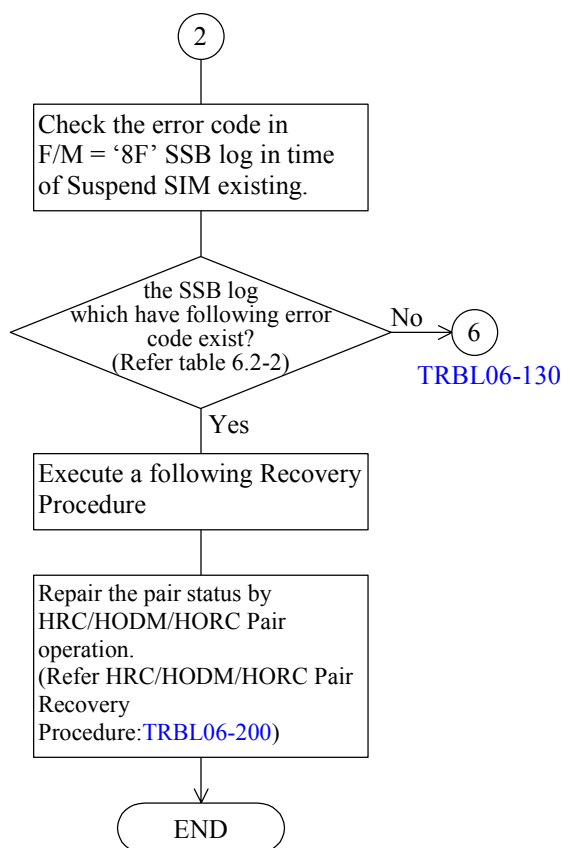 2
Check the error code in
F/M = ‘8F’ SSB log in time
of Suspend SIM existing.
the SSB log
which have following error
code exist?
(Refer table 6.2-2)
No
6
TRBL06-130
Yes
Execute a following Recovery
Procedure
Repair the pair status by
HRC/HODM/HORC Pair
operation.
(Refer HRC/HODM/HORC Pair
Recovery
Procedure:TRBL06-200)
END